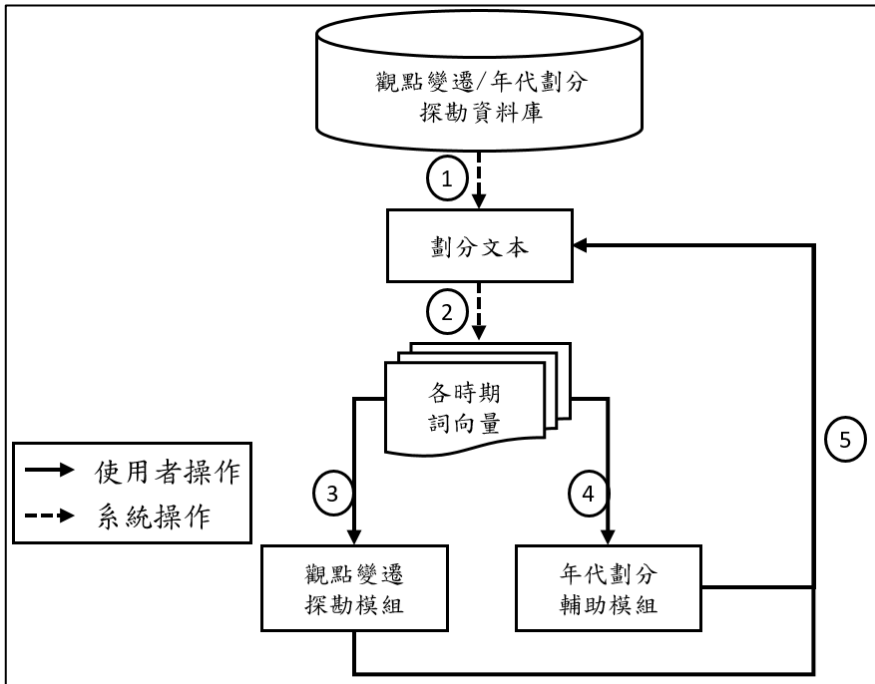 觀點變遷/年代劃分
探勘資料庫
1
劃分文本
2
各時期
詞向量
5
使用者操作
系統操作
3
4
觀點變遷
探勘模組
年代劃分
輔助模組